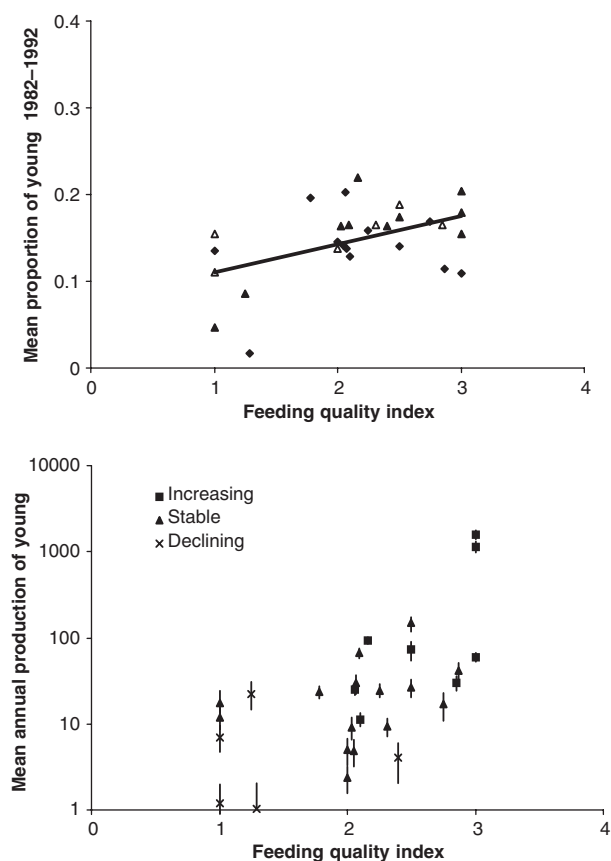 Mean proportion of young 1982–1992
0.4
0.3
0.2
0.1
0
0 1 2 3 4
Feeding quality index
Mean annual production of young
10000
1000
100
10
1
Increasing
Stable
Declining
0 1 2 3 4
Feeding quality index